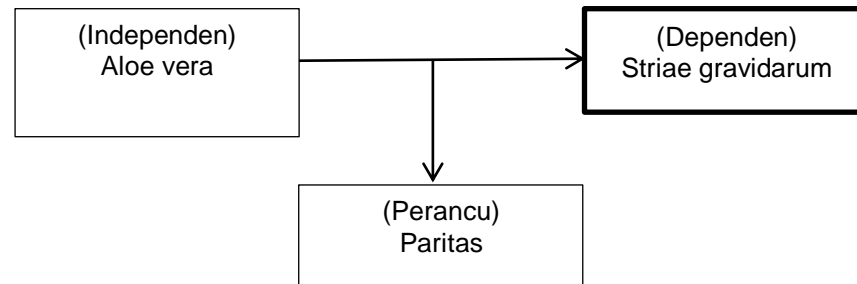 (Independen)
Aloe vera
(Dependen)
Striae gravidarum
(Perancu)
Paritas